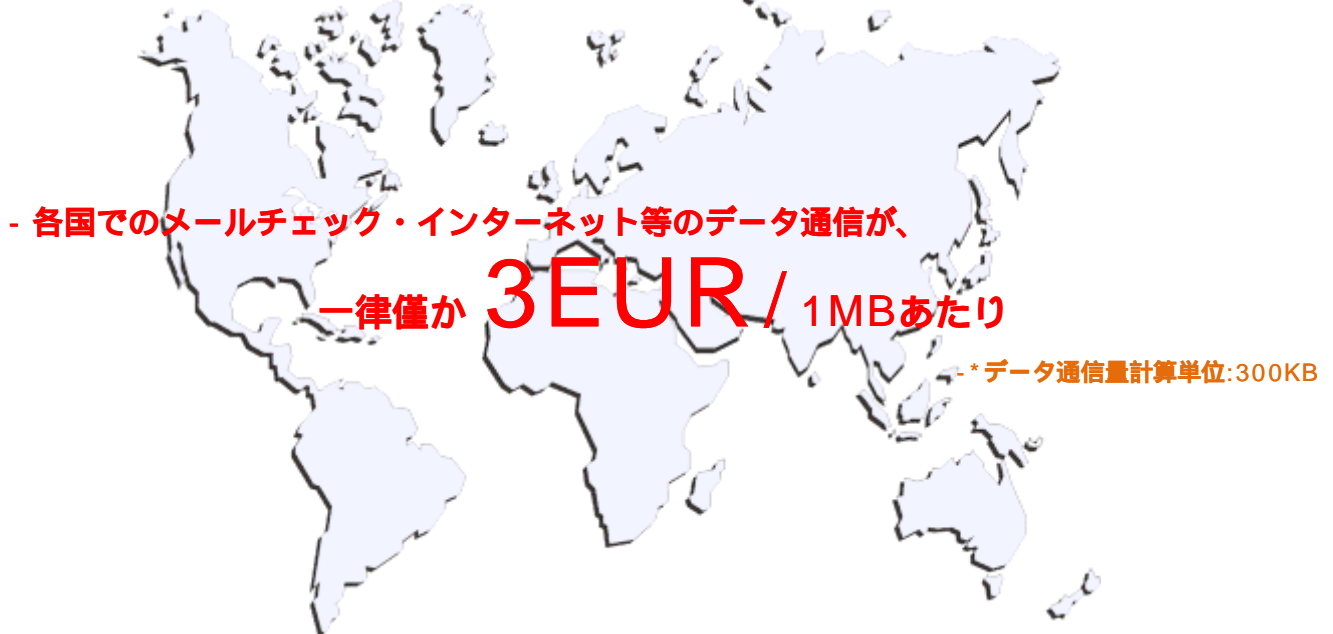 - 各国でのメールチェック・インターネット等のデータ通信が、
一律僅か 3EUR/ 1MBあたり
-*データ通信量計算単位:300KB